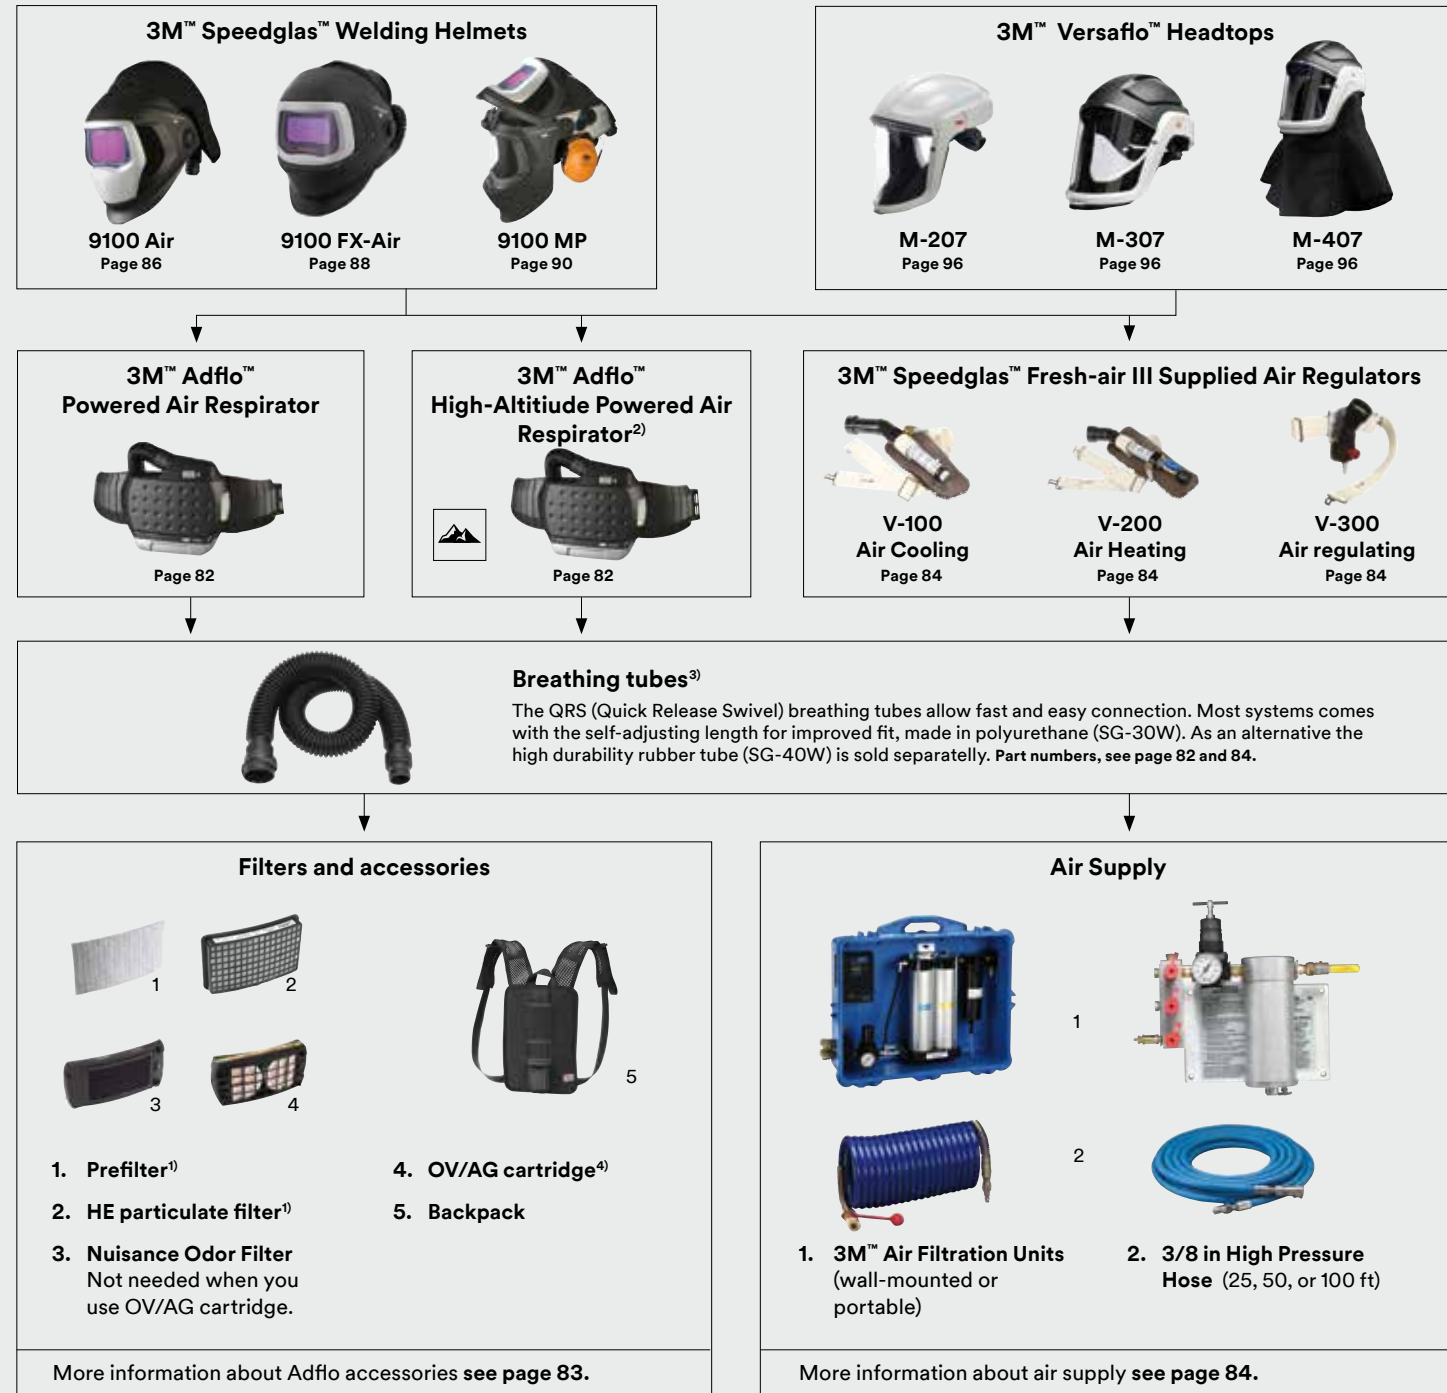 3M™ Speedglas™ Welding Helmets
9100 Air
Page 86
9100 FX-Air
Page 88
9100 MP
Page 90
3M™ Versaflo™ Headtops
M-207
Page 96
M-307
Page 96
M-407
Page 96
3M™ Adflo™
Powered Air Respirator
Page 82
3M™ Adflo™
High-Altitiude Powered Air
Respirator2)
Page 82
3M™ Speedglas™ Fresh-air III Supplied Air Regulators
V-100
Air Cooling
Page 84
V-200
Air Heating
Page 84
V-300
Air regulating
Page 84
Breathing tubes3)
The QRS (Quick Release Swivel) breathing tubes allow fast and easy connection. Most systems comes
with the self-adjusting length for improved fit, made in polyurethane (SG-30W). As an alternative the
high durability rubber tube (SG-40W) is sold separatelly. Part numbers, see page 82 and 84.
Filters and accessories
1
2
3
4
5
1. Prefilter1)
2. HE particulate filter1)
3. Nuisance Odor Filter
Not needed when you
use OV/AG cartridge.
4. OV/AG cartridge4)
5. Backpack
More information about Adflo accessories see page 83.
Air Supply
1
2
1. 3M™ Air Filtration Units
(wall-mounted or
portable)
2. 3/8 in High Pressure
Hose (25, 50, or 100 ft)
More information about air supply see page 84.